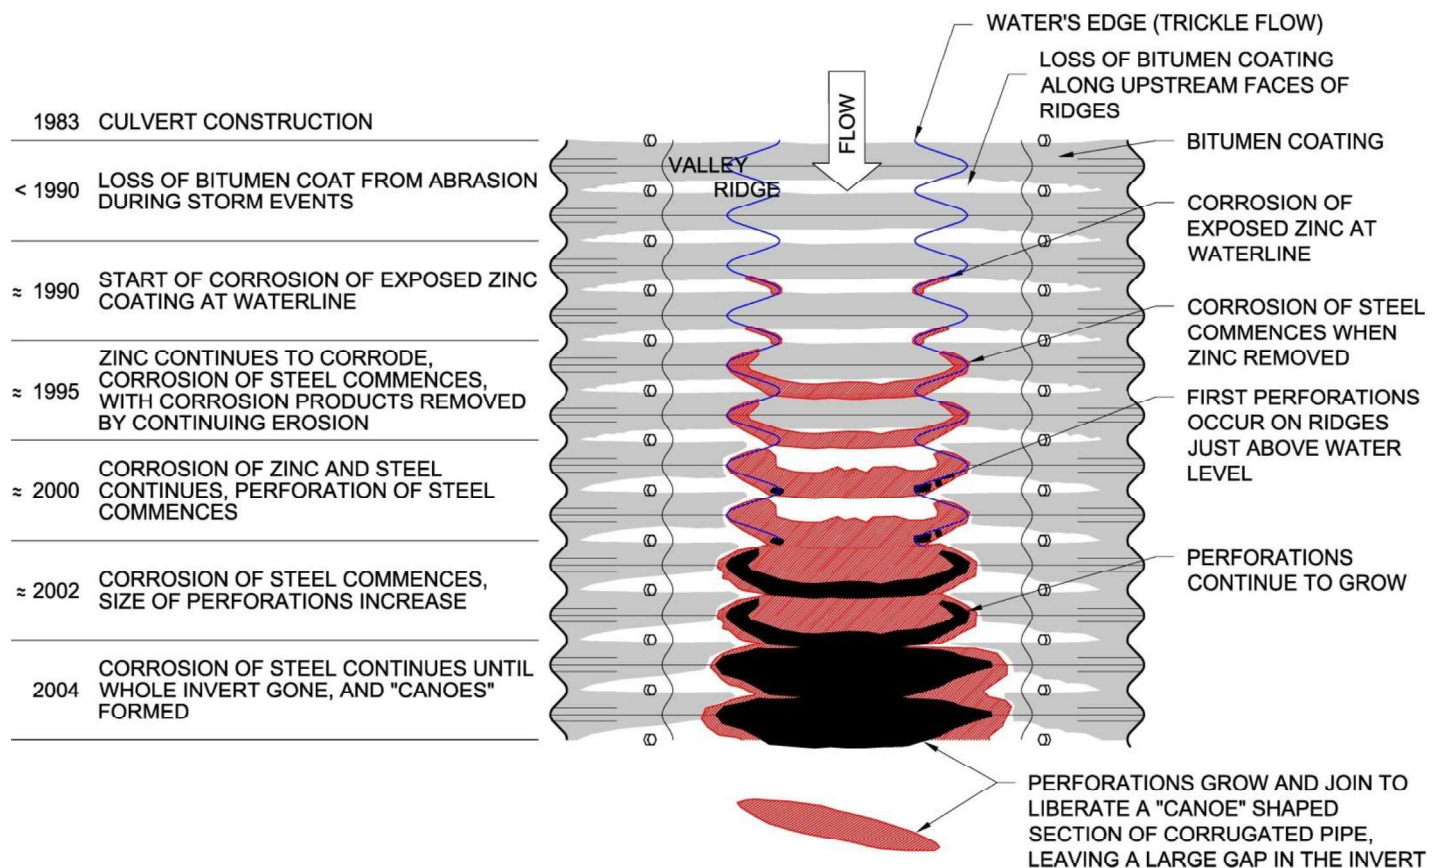 WATER'S EDGE (TRICKLE FLOW)
LOSS OF BITUMEN COATING
ALONG UPSTREAM FACES OF
RIDGES
BITUMEN COATING
FLOW
VALLEY
RIDGE
1983 CULVERT CONSTRUCTION
< 1990 LOSS OF BITUMEN COAT FROM ABRASION
DURING STORM EVENTS
≈ 1990 START OF CORROSION OF EXPOSED ZINC
COATING AT WATERLINE
≈ 1995 ZINC CONTINUES TO CORRODE,
CORROSION OF STEEL COMMENCES,
WITH CORROSION PRODUCTS REMOVED
BY CONTINUING EROSION
≈ 2000 CORROSION OF ZINC AND STEEL
CONTINUES, PERFORATION OF STEEL
COMMENCES
≈ 2002 CORROSION OF STEEL COMMENCES,
SIZE OF PERFORATIONS INCREASE
2004 CORROSION OF STEEL CONTINUES UNTIL
WHOLE INVERT GONE, AND "CANOES"
FORMED
CORROSION OF
EXPOSED ZINC AT
WATERLINE
CORROSION OF STEEL
COMMENCES WHEN
ZINC REMOVED
FIRST PERFORATIONS
OCCUR ON RIDGES
JUST ABOVE WATER
LEVEL
PERFORATIONS
CONTINUE TO GROW
PERFORATIONS GROW AND JOIN TO
LIBERATE A "CANOE" SHAPED
SECTION OF CORRUGATED PIPE,
LEAVING A LARGE GAP IN THE INVERT